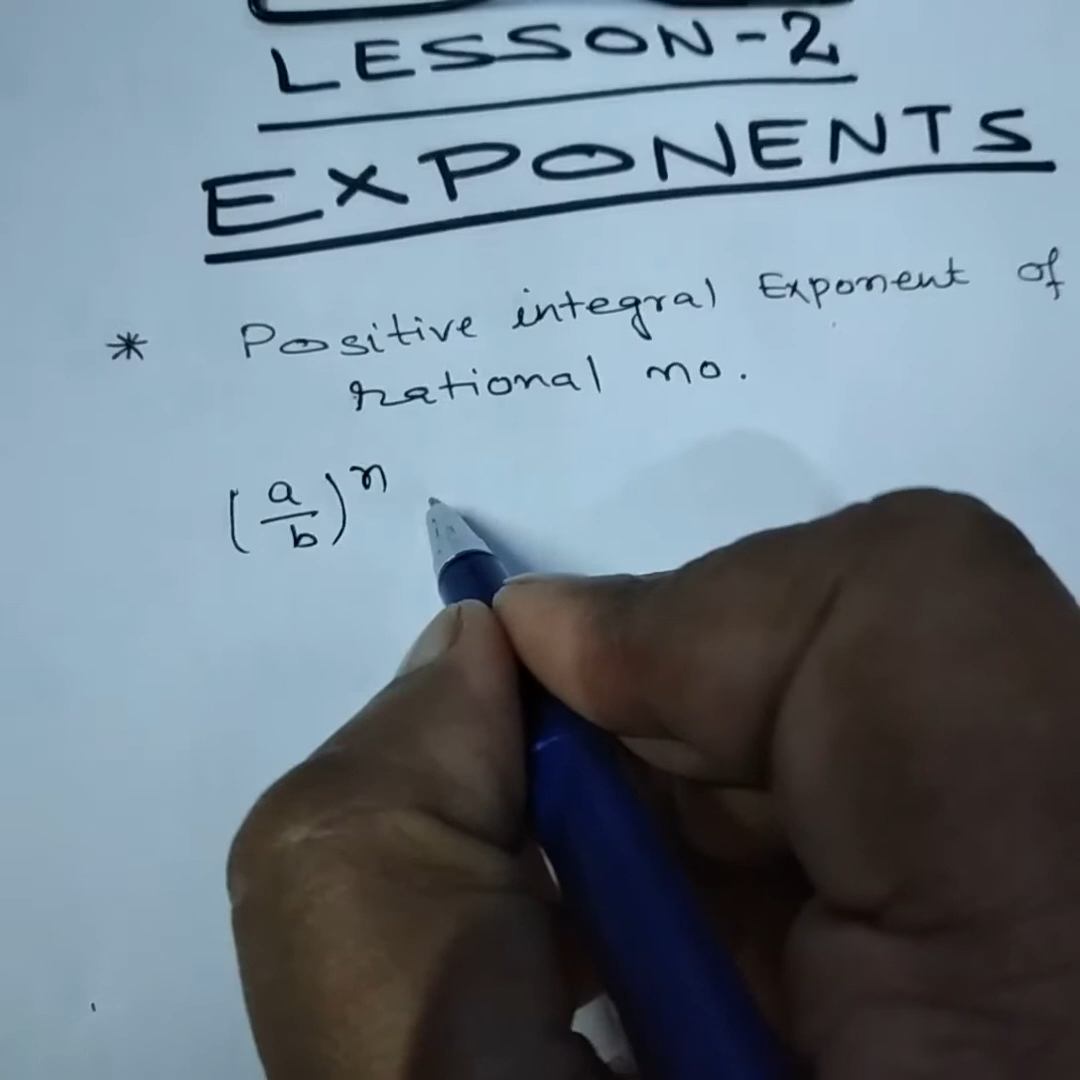 LESSON-2
EXPONENTS
* Positive integral Exponent of
rational no.
(a/b)^n